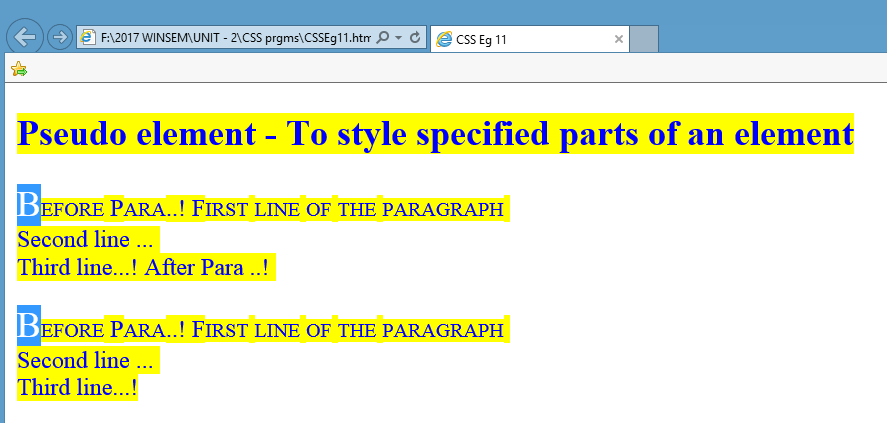 F:\2017 WINSEM\UNIT - 2\CSS prgms\CSSEg11.htm
CSS Eg 11
Pseudo element - To style specified parts of an element
Before Para..! First line of the paragraph
Second line ...
Third line...! After Para ..!
Before Para..! First line of the paragraph
Second line ...
Third line...!